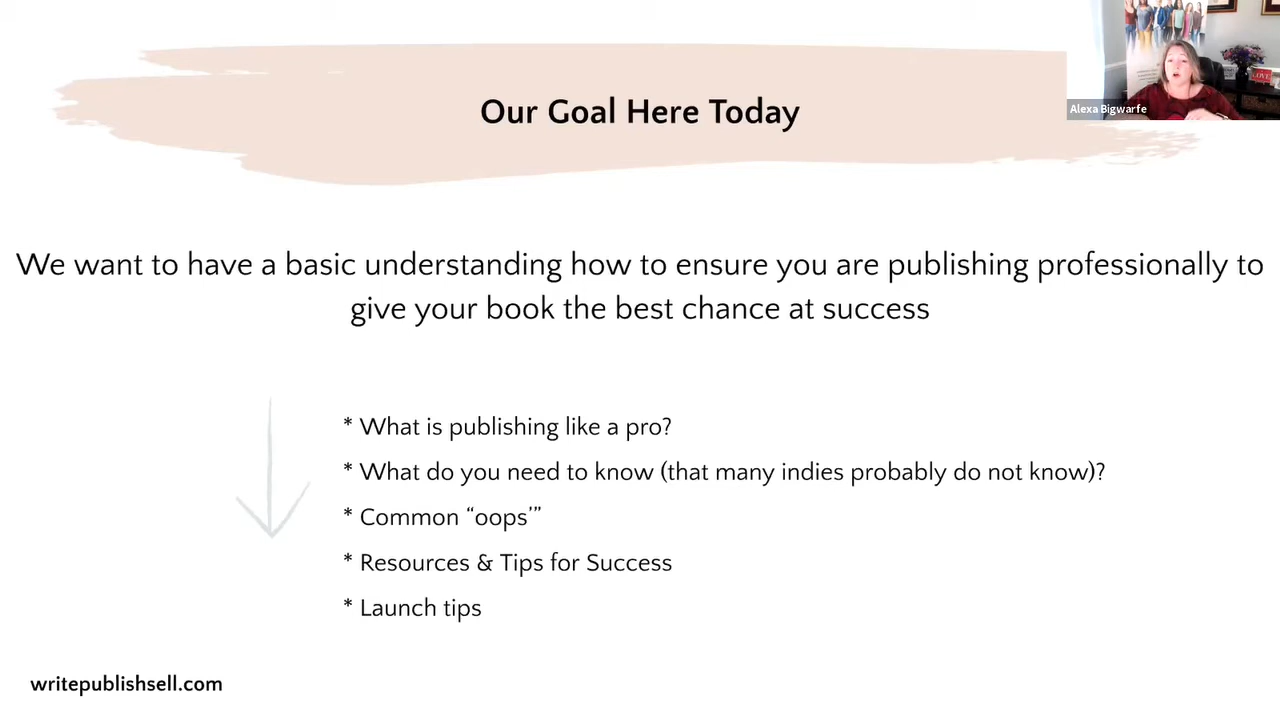 Our Goal Here Today
Alexa Bigwarfe
We want to have a basic understanding how to ensure you are publishing professionally to
give your book the best chance at success
* What is publishing like a pro?
* What do you need to know (that many indies probably do not know)?
* Common “oops’”
* Resources & Tips for Success
* Launch tips
writepublishsell.com